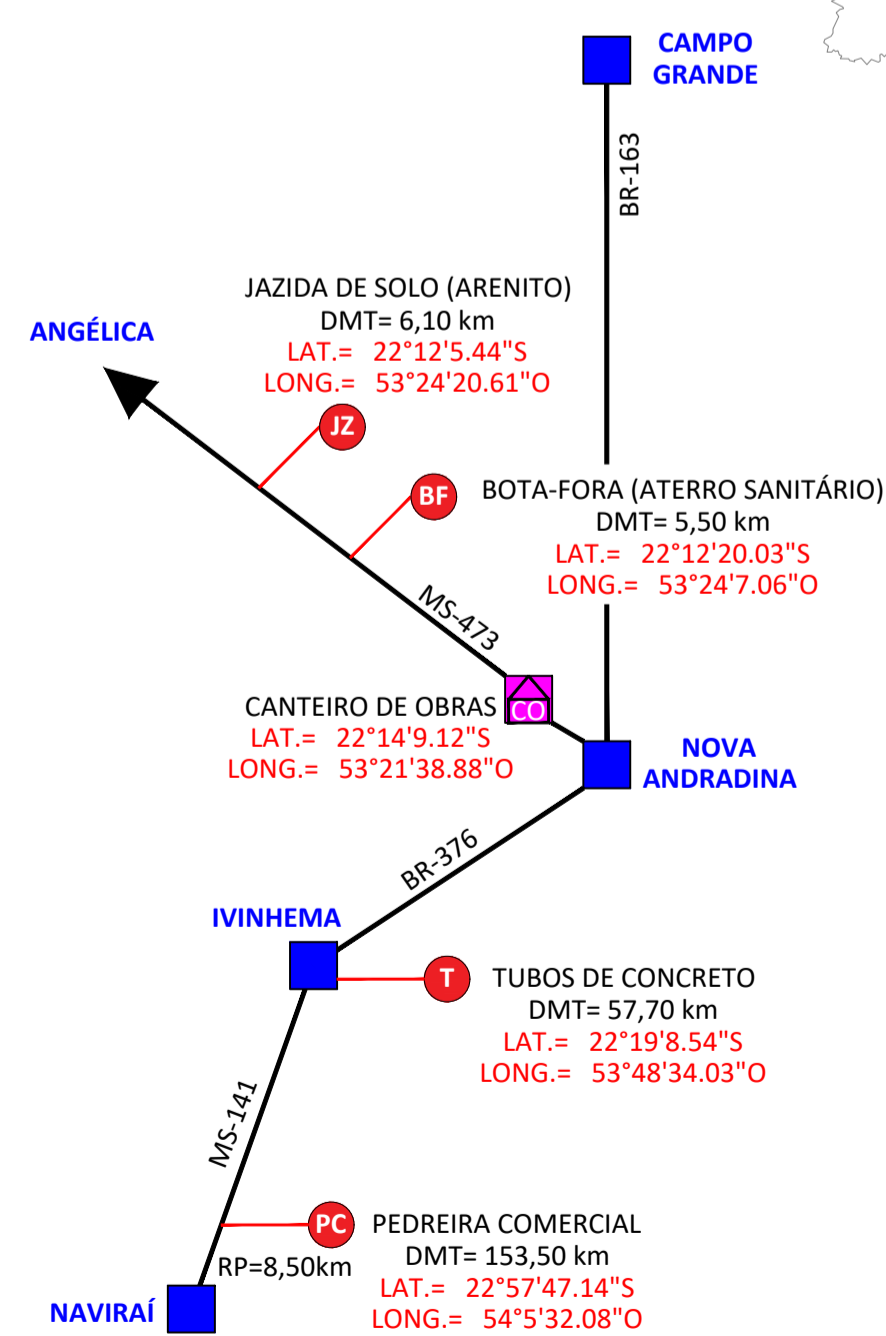 CAMPO
GRANDE
BR-163
JAZIDA DE SOLO (ARENITO)
DMT= 6,10 km
LAT.= 22°12'5.44"S
LONG.= 53°24'20.61"O
ANGÉLICA
JZ
BF
BOTA-FORA (ATERRO SANITÁRIO)
DMT= 5,50 km
LAT.= 22°12'20.03"S
LONG.= 53°24'7.06"O
MS-473
CANTEIRO DE OBRAS
LAT.= 22°14'9.12"S
LONG.= 53°21'38.88"O
CO
NOVA
ANDRADINA
BR-376
IVINHEMA
T
TUBOS DE CONCRETO
DMT= 57,70 km
LAT.= 22°19'8.54"S
LONG.= 53°48'34.03"O
MS-141
PC
PEDREIRA COMERCIAL
DMT= 153,50 km
LAT.= 22°57'47.14"S
LONG.= 54°5'32.08"O
RP=8,50km
NAVIRAÍ